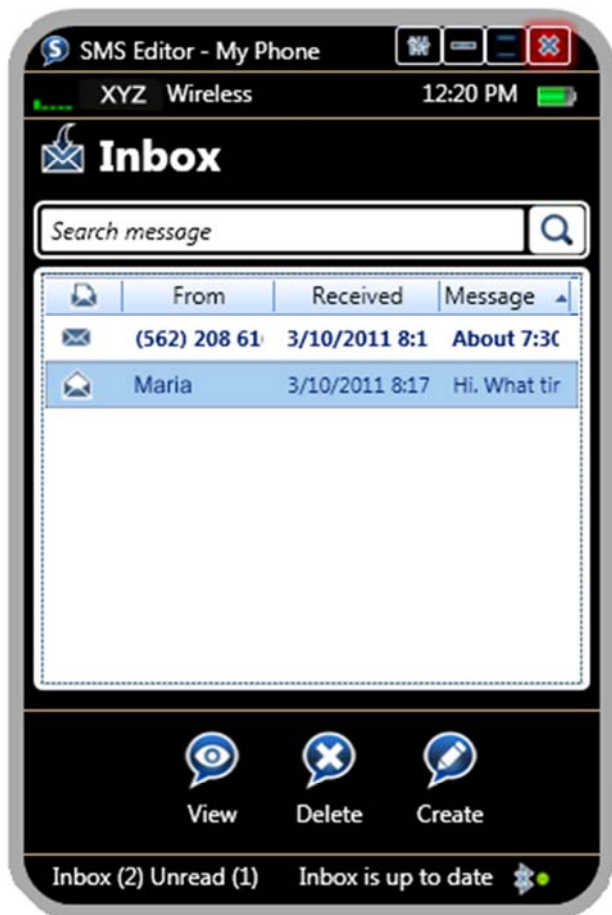 SMS Editor - My Phone
XYZ Wireless 12:20 PM
Inbox
Search message
From Received Message
(562) 208 61 3/10/2011 8:1 About 7:30
Maria 3/10/2011 8:17 Hi. What tir
View Delete Create
Inbox (2) Unread (1) Inbox is up to date